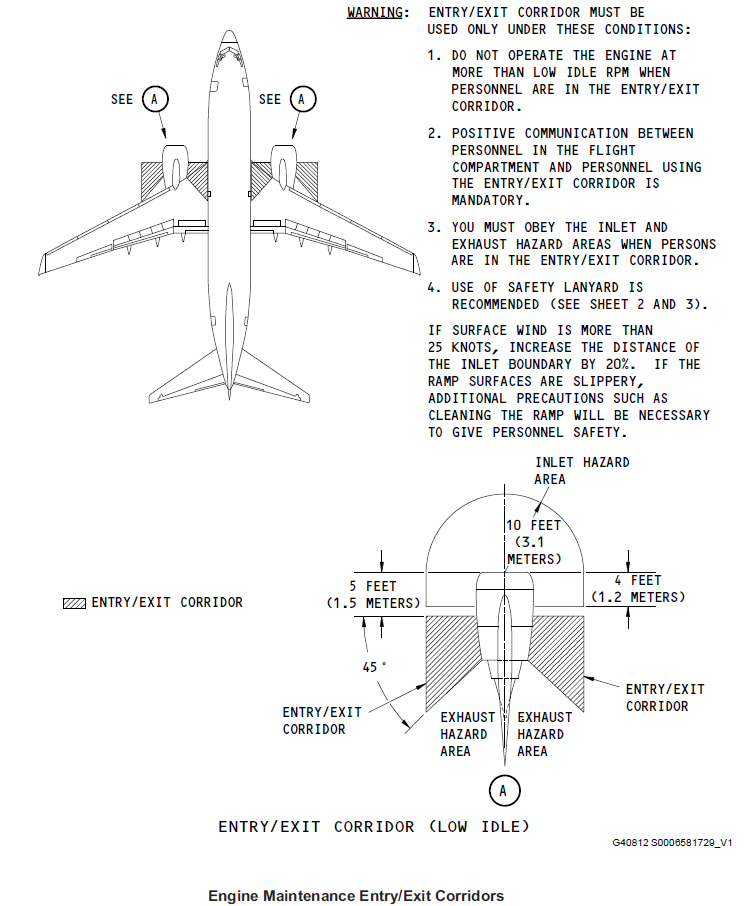 WARNING: ENTRY/EXIT CORRIDOR MUST BE
USED ONLY UNDER THESE CONDITIONS:
1. DO NOT OPERATE THE ENGINE AT
MORE THAN LOW IDLE RPM WHEN
PERSONNEL ARE IN THE ENTRY/EXIT
CORRIDOR.
2. POSITIVE COMMUNICATION BETWEEN
PERSONNEL IN THE FLIGHT
COMPARTMENT AND PERSONNEL USING
THE ENTRY/EXIT CORRIDOR IS
MANDATORY.
3. YOU MUST OBEY THE INLET AND
EXHAUST HAZARD AREAS WHEN PERSONS
ARE IN THE ENTRY/EXIT CORRIDOR.
4. USE OF SAFETY LANYARD IS
RECOMMENDED (SEE SHEET 2 AND 3).
IF SURFACE WIND IS MORE THAN
25 KNOTS, INCREASE THE DISTANCE OF
THE INLET BOUNDARY BY 20%. IF THE
RAMP SURFACES ARE SLIPPERY,
ADDITIONAL PRECAUTIONS SUCH AS
CLEANING THE RAMP WILL BE NECESSARY
TO GIVE PERSONNEL SAFETY.
SEE A
SEE A
INLET HAZARD
AREA
10 FEET
(3.1
METERS)
5 FEET
(1.5 METERS)
4 FEET
(1.2 METERS)
ENTRY/EXIT CORRIDOR
45°
ENTRY/EXIT
CORRIDOR
ENTRY/EXIT
CORRIDOR
EXHAUST
HAZARD
AREA
EXHAUST
HAZARD
AREA
A
ENTRY/EXIT CORRIDOR (LOW IDLE)
G40812 S0006581729_V1
Engine Maintenance Entry/Exit Corridors